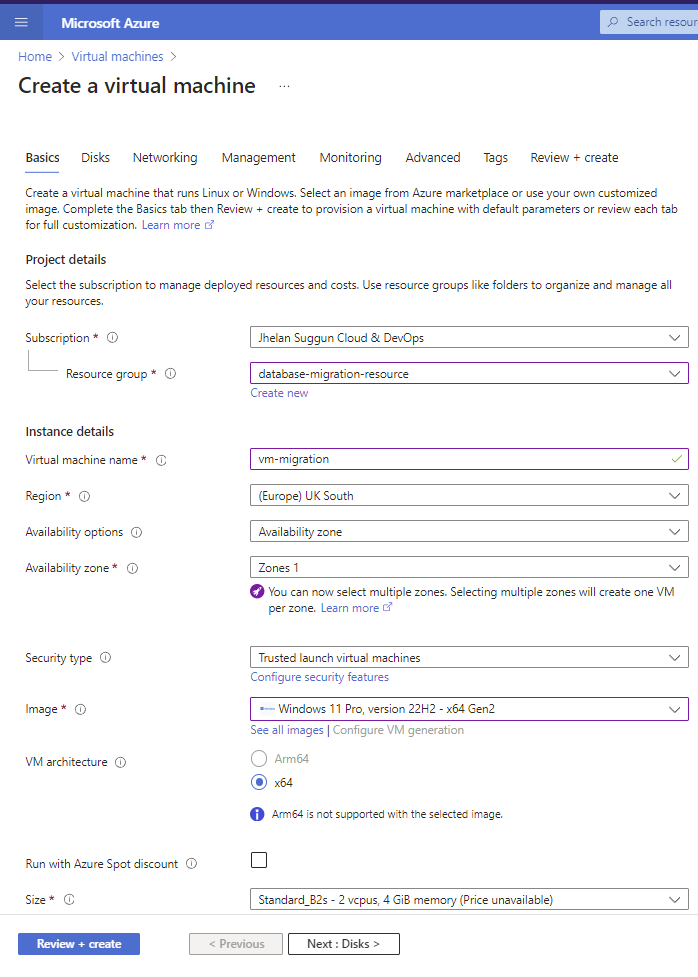 Microsoft Azure
Search resour
Home > Virtual machines >
Create a virtual machine ...
Basics Disks Networking Management Monitoring Advanced Tags Review + create
Create a virtual machine that runs Linux or Windows. Select an image from Azure marketplace or use your own customized
image. Complete the Basics tab then Review + create to provision a virtual machine with default parameters or review each tab
for full customization. Learn more
Project details
Select the subscription to manage deployed resources and costs. Use resource groups like folders to organize and manage all
your resources.
Subscription * Jhelan Suggun Cloud & DevOps
Resource group * database-migration-resource
Create new
Instance details
Virtual machine name * vm-migration
Region * (Europe) UK South
Availability options Availability zone
Availability zone * Zones 1
You can now select multiple zones. Selecting multiple zones will create one VM
per zone. Learn more
Security type Trusted launch virtual machines
Configure security features
Image * Windows 11 Pro, version 22H2 - x64 Gen2
See all images | Configure VM generation
VM architecture Arm64
x64
Arm64 is not supported with the selected image.
Run with Azure Spot discount
Size * Standard_B2s - 2 vcpus, 4 GiB memory (Price unavailable)
Review + create < Previous Next : Disks >